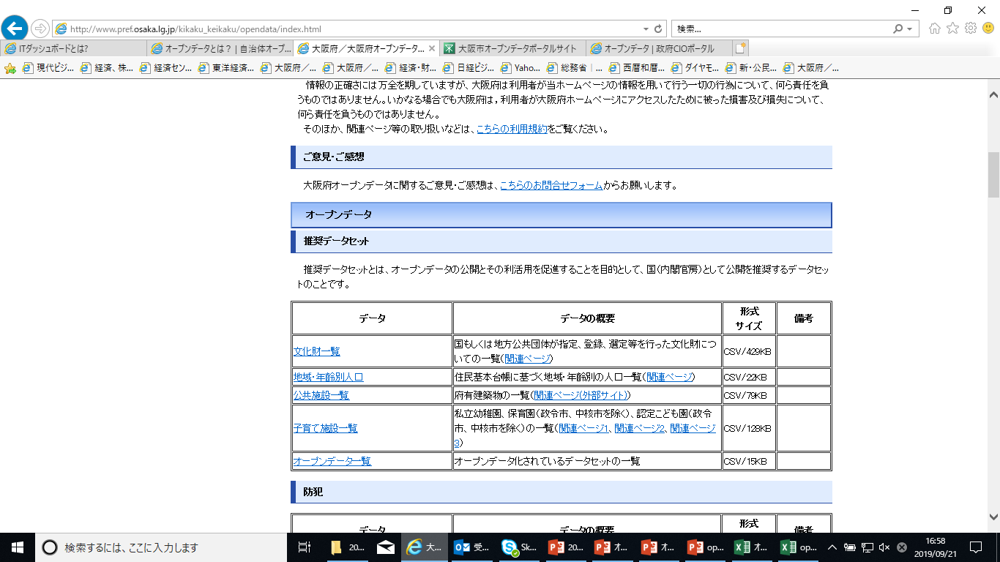 http://www.pref.osaka.lg.jp/kikaku_keikaku/opendata/index.html
検索...
ITダッシュボードとは?
オープンデータとは？ | 自治体オープ...
大阪府／大阪府オープンデータ...
大阪市オープンデータポータルサイト
オープンデータ | 政府CIOポータル
現代ビジ...
経済、株...
経済セン...
東洋経済...
大阪府／...
大阪府／...
経済・財...
日経ビジ...
Yaho...
総務省｜...
西暦和暦...
ダイヤモ...
新・公民...
大阪府／...
情報の正確さには万全を期していますが、大阪府は利用者が当ホームページの情報を用いて行う一切の行為について、何ら責任を負
うものではありません。いかなる場合でも大阪府は，利用者が大阪府ホームページにアクセスしたために被った損害及び損失について、
何ら責任を負うものではありません。
そのほか、関連ページ等の取り扱いなどは、こちらの利用規約をご覧ください。
ご意見・ご感想
大阪府オープンデータに関するご意見・ご感想は、こちらのお問合せフォームからお願いします。
オープンデータ
推奨データセット
推奨データセットとは、オープンデータの公開とその利活用を促進することを目的として、国（内閣官房）として公開を推奨するデータセッ
トのことです。
データ
データの概要
形式
サイズ
備考
文化財一覧
国もしくは地方公共団体が指定、登録、選定等を行った文化財につ
いての一覧（関連ページ）
CSV/429KB
地域・年齢別人口
住民基本台帳に基づく地域・年齢別の人口一覧（関連ページ）
CSV/22KB
公共施設一覧
府有建築物の一覧（関連ページ（外部サイト））
CSV/79KB
子育て施設一覧
私立幼稚園、保育園（政令市、中核市を除く）、認定こども園（政令
市、中核市を除く）の一覧（関連ページ1、関連ページ2、関連ページ
3）
CSV/128KB
オープンデータ一覧
オープンデータ化されているデータセットの一覧
CSV/15KB
防犯
データ
データの概要
形式
備考
検索するには、ここに入力します
20...
大...
受...
Sk...
20...
オ...
オ...
op...
オ...
op...
16:58
2019/09/21